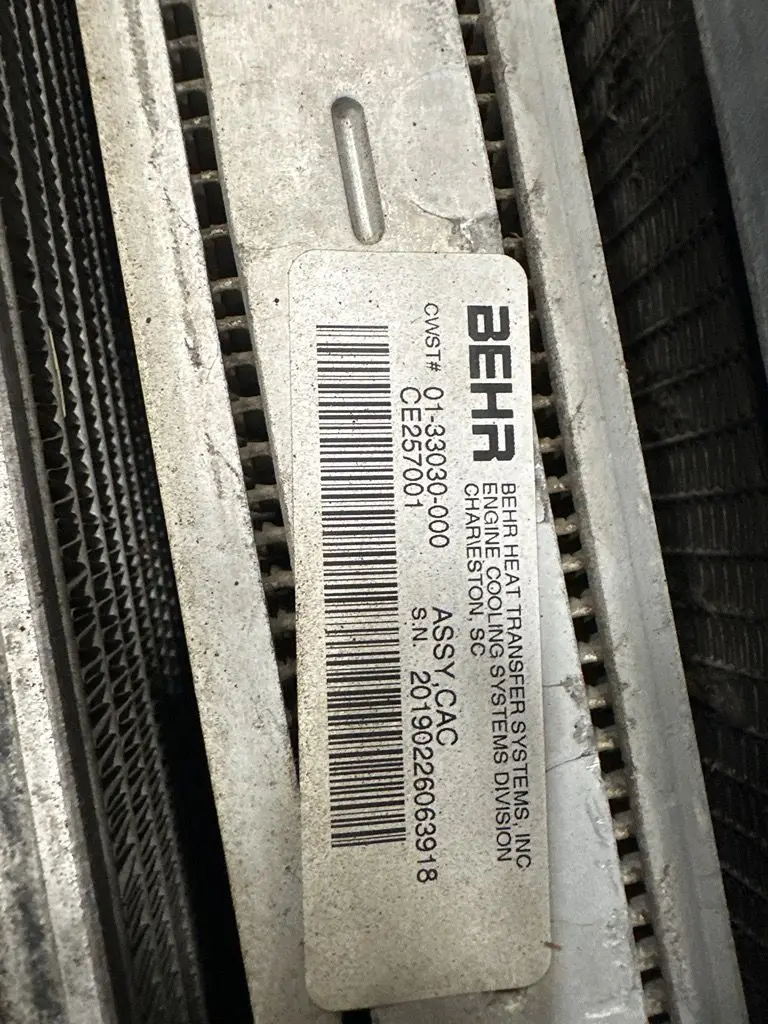 BEHR
BEHR HEAT TRANSFER SYSTEMS, INC
ENGINE COOLING SYSTEMS DIVISION
CHARLESTON, SC
CWST# 01-33030-000 ASSY,CAC
CE257001 S.N. 20190226063918